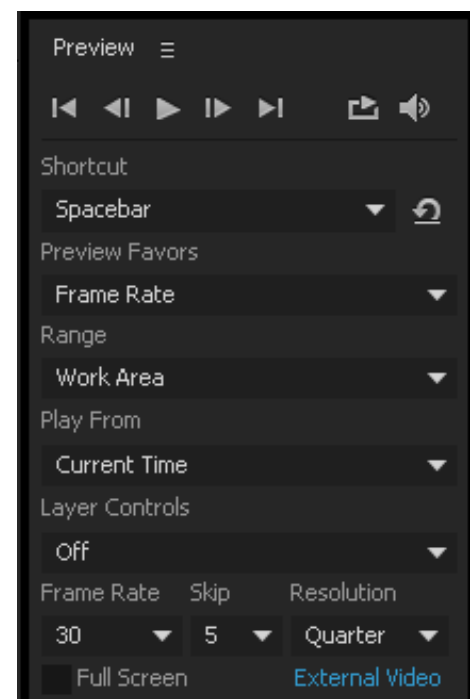 Preview
Shortcut
Spacebar
Preview Favors
Frame Rate
Range
Work Area
Play From
Current Time
Layer Controls
Off
Frame Rate Skip Resolution
30 5 Quarter
Full Screen External Video